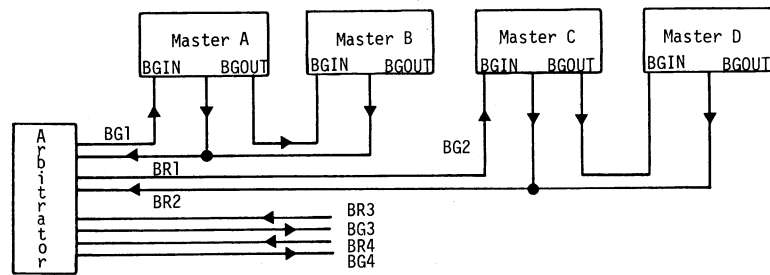 Master A
BGIN BGOUT
Master B
BGIN BGOUT
Master C
BGIN BGOUT
Master D
BGIN BGOUT
Arbitrator
BG1
BR1
BG2
BR2
BR3
BG3
BR4
BG4